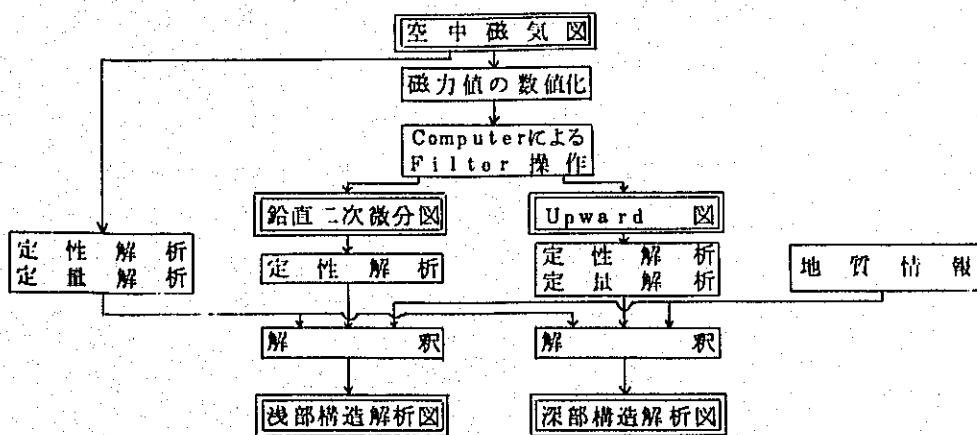 空中磁気図
磁力値の数値化
Computerによる
Filtor 操作
鉛直二次微分図
Upward 図
定性解析
定量解析
定性解析
定性解析
定量解析
地質情報
解釈
解釈
浅部構造解析図
深部構造解析図